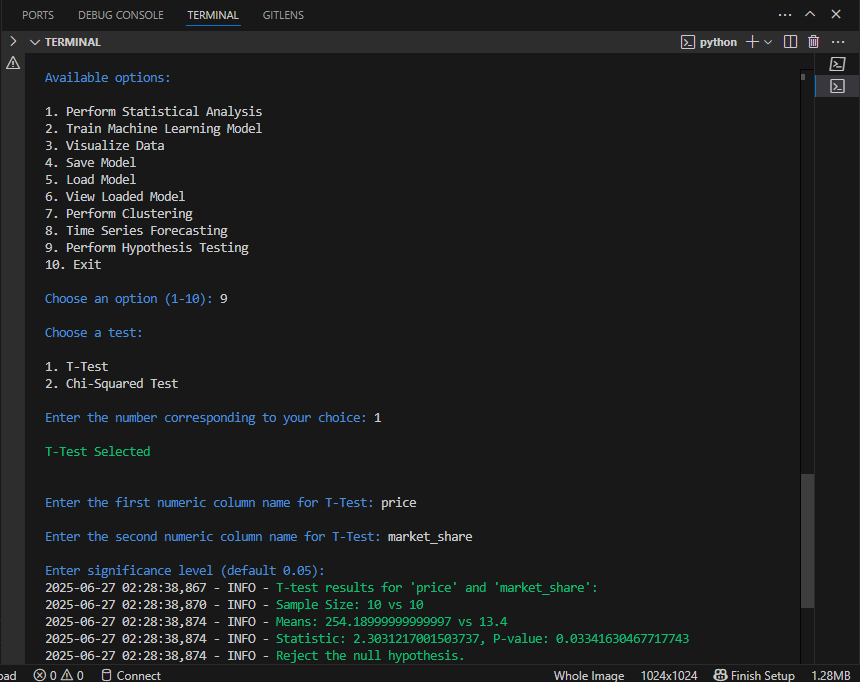 PORTS DEBUG CONSOLE TERMINAL GITLENS
TERMINAL python
Available options:
1. Perform Statistical Analysis
2. Train Machine Learning Model
3. Visualize Data
4. Save Model
5. Load Model
6. View Loaded Model
7. Perform Clustering
8. Time Series Forecasting
9. Perform Hypothesis Testing
10. Exit
Choose an option (1-10): 9
Choose a test:
1. T-Test
2. Chi-Squared Test
Enter the number corresponding to your choice: 1
T-Test Selected
Enter the first numeric column name for T-Test: price
Enter the second numeric column name for T-Test: market_share
Enter significance level (default 0.05):
2025-06-27 02:28:38,867 - INFO - T-test results for 'price' and 'market_share':
2025-06-27 02:28:38,870 - INFO - Sample Size: 10 vs 10
2025-06-27 02:28:38,874 - INFO - Means: 254.18999999999997 vs 13.4
2025-06-27 02:28:38,874 - INFO - Statistic: 2.3031217001503737, P-value: 0.03341630467717743
2025-06-27 02:28:38,874 - INFO - Reject the null hypothesis.
oad 0 0 Connect Whole Image 1024x1024 Finish Setup 1.28MB